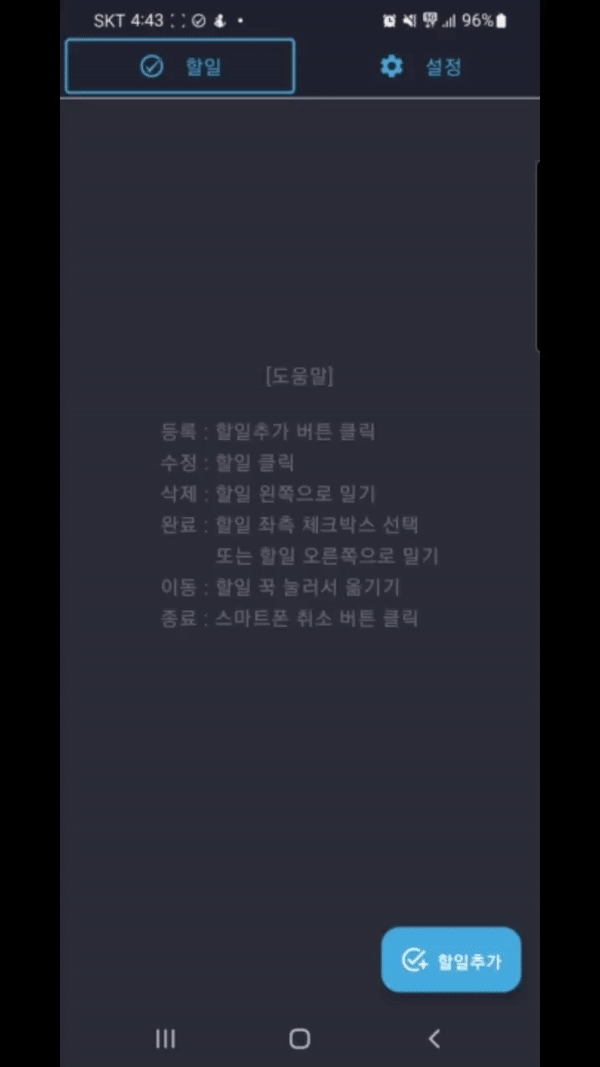 SKT 4:43
96%
할일
설정
[도움말]
등록 : 할일추가 버튼 클릭
수정 : 할일 클릭
삭제 : 할일 왼쪽으로 밀기
완료 : 할일 좌측 체크박스 선택
또는 할일 오른쪽으로 밀기
이동 : 할일 꾹 눌러서 옮기기
종료 : 스마트폰 취소 버튼 클릭
할일추가